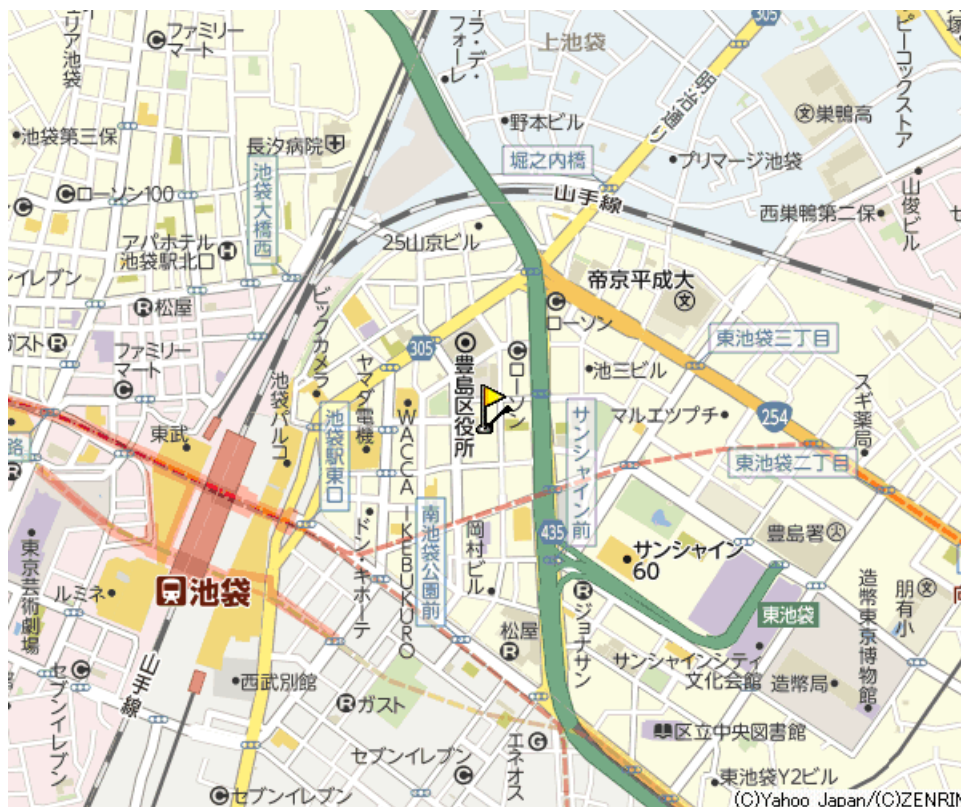 305
ファミリー
マート
エリア池袋
ラ・デ・
フォーレ
上池袋
明治通り
巣鴨高
ピーコックストア
池袋第三保
長汐病院
野本ビル
プリマージ池袋
堀之内橋
山手線
池袋大橋西
ローソン100
西巣鴨第二保
山俊ビル
アパホテル
池袋駅北口
25山京ビル
帝京平成大
イレブン
松屋
ビックカメラ
ローソン
ガスト
ファミリー
マート
305
豊島区役所
ローソン
東池袋三丁目
池三ビル
スギ薬局
池袋パルコ
ヤマダ電機
マルエツプチ
254
東武
池袋駅東口
WACCA IKEBUKURO
サンシャイン前
東池袋二丁目
路
435
サンシャイン
60
豊島署
東京芸術劇場
ドン・キホーテ
南池袋公園前
岡村ビル
ルミネ
池袋
ジョナサン
東池袋
造幣東京博物館
朋有小
松屋
サンシャインシティ
文化会館
造幣局
セブンイレブン
山手線
西武別館
ガスト
区立中央図書館
エネオス
セブンイレブン
セブンイレブン
東池袋Y2ビル
(C)Yahoo Japan/(C)ZENRIN